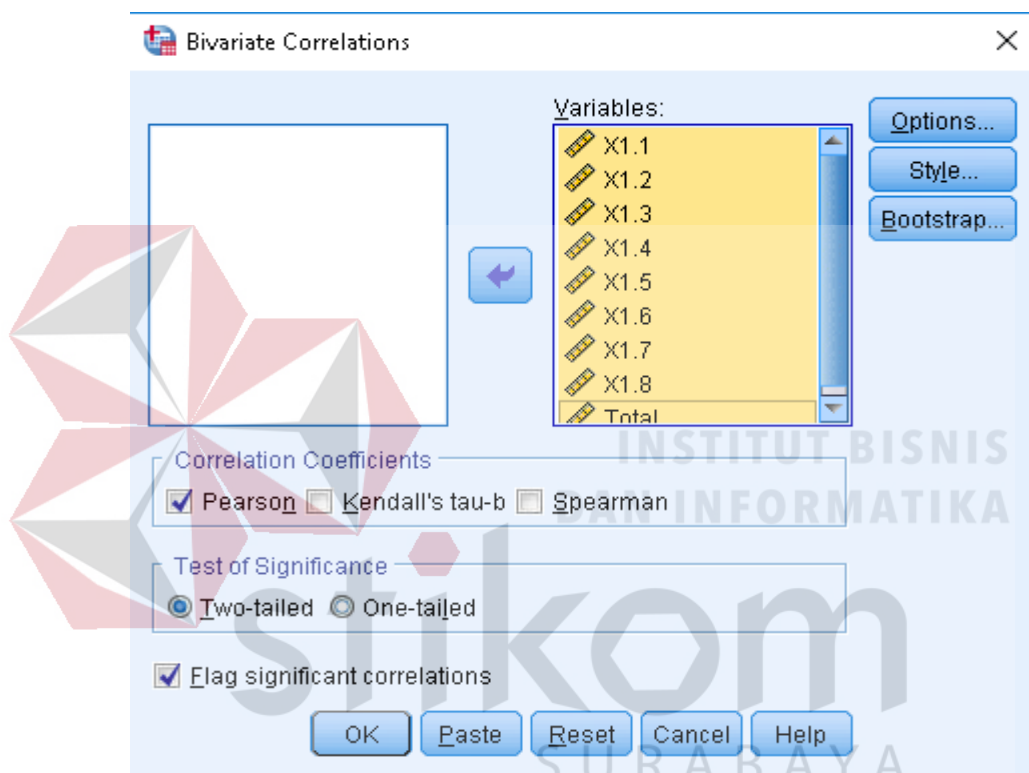 Bivariate Correlations
Variables:
X1.1
X1.2
X1.3
X1.4
X1.5
X1.6
X1.7
X1.8
Total
Options...
Style...
Bootstrap...
Correlation Coefficients
Pearson Kendall's tau-b Spearman
Test of Significance
Two-tailed One-tailed
Flag significant correlations
OK Paste Reset Cancel Help
INSTITUT BISNIS
DAN INFORMATIKA
stikom
SURABAYA